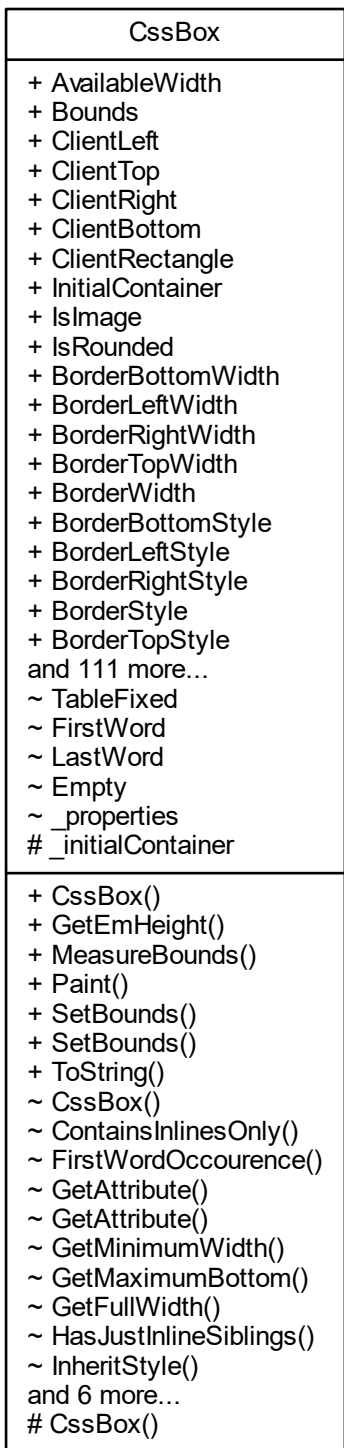 CssBox
+ AvailableWidth
+ Bounds
+ ClientLeft
+ ClientTop
+ ClientRight
+ ClientBottom
+ ClientRectangle
+ InitialContainer
+ IsImage
+ IsRounded
+ BorderBottomWidth
+ BorderLeftWidth
+ BorderRightWidth
+ BorderTopWidth
+ BorderWidth
+ BorderBottomStyle
+ BorderLeftStyle
+ BorderRightStyle
+ BorderStyle
+ BorderTopStyle
and 111 more...
~ TableFixed
~ FirstWord
~ LastWord
~ Empty
~ _properties
# _initialContainer
+ CssBox()
+ GetEmHeight()
+ MeasureBounds()
+ Paint()
+ SetBounds()
+ SetBounds()
+ ToString()
~ CssBox()
~ ContainsInlinesOnly()
~ FirstWordOccourence()
~ GetAttribute()
~ GetAttribute()
~ GetMinimumWidth()
~ GetMaximumBottom()
~ GetFullWidth()
~ HasJustInlineSiblings()
~ InheritStyle()
and 6 more...
# CssBox()